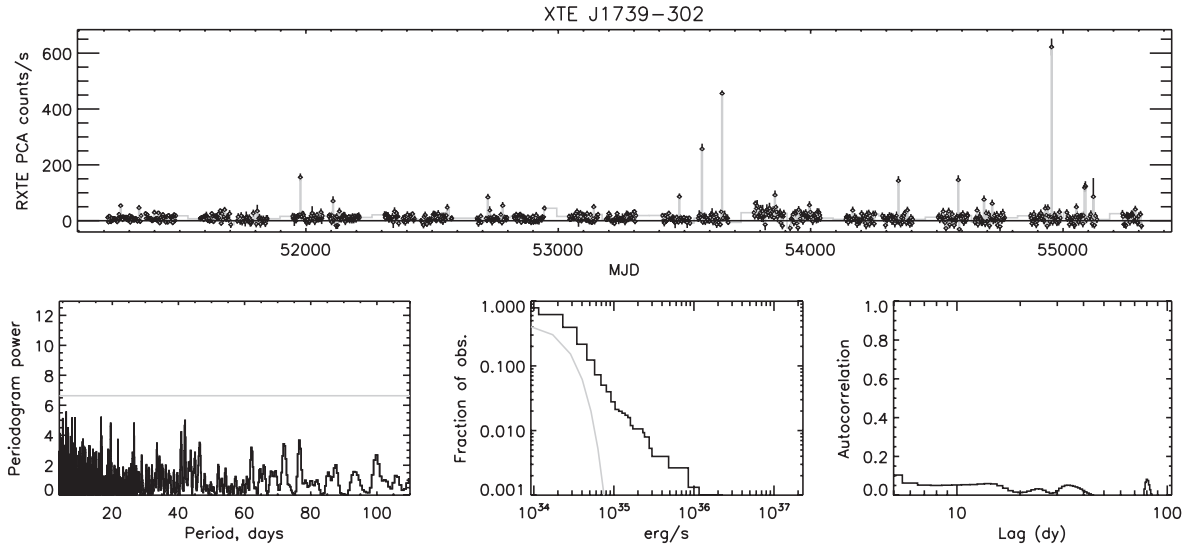 XTE J1739−302
RXTE PCA counts/s
600
400
200
0
52000 53000 54000 55000
MJD
Periodogram power
12
10
8
6
4
2
0
20 40 60 80 100
Period, days
Fraction of obs.
1.000
0.100
0.010
0.001
10^34 10^35 10^36 10^37
erg/s
Autocorrelation
1.0
0.8
0.6
0.4
0.2
0.0
10 100
Lag (dy)